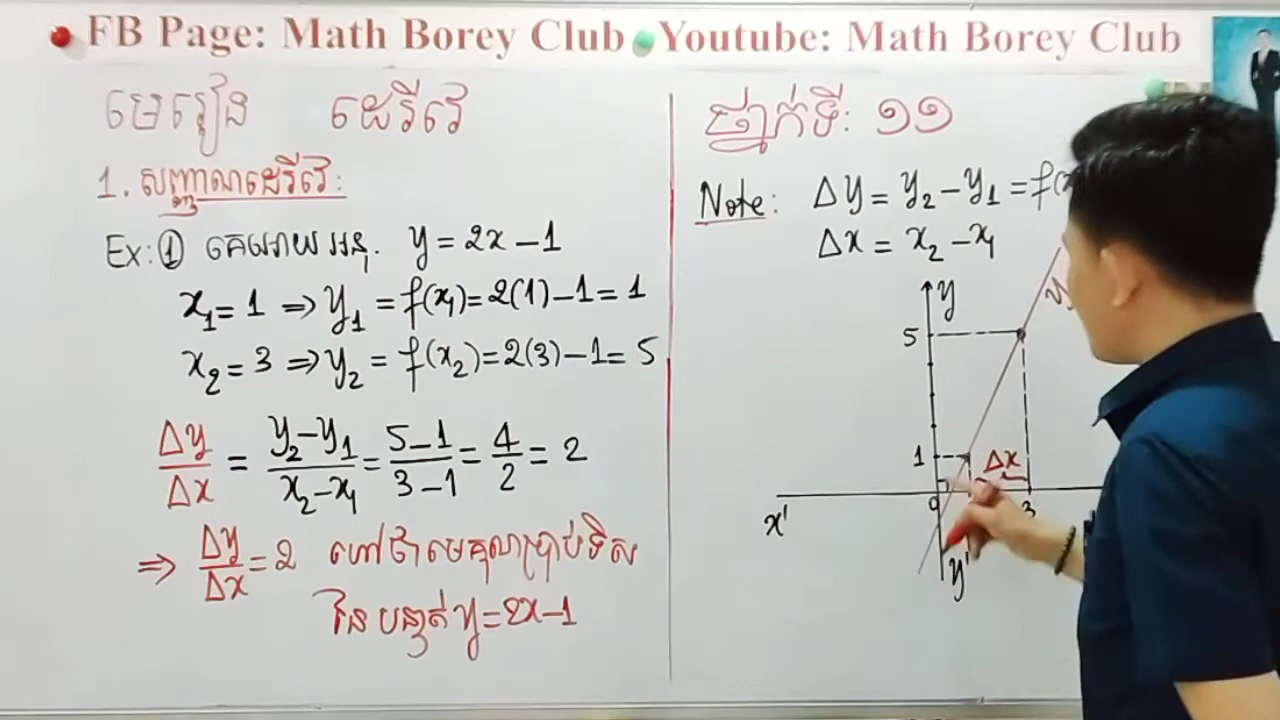 FB Page: Math Borey Club Youtube: Math Borey Club
មេរៀន ដេរីវេ
1. សញ្ញាណដេរីវេ:
Ex: ① គេអោយ អនុ. y = 2x - 1
x₁ = 1 ⇒ y₁ = f(x₁) = 2(1) - 1 = 1
x₂ = 3 ⇒ y₂ = f(x₂) = 2(3) - 1 = 5
Δy/Δx = (y₂ - y₁)/(x₂ - x₁) = (5 - 1)/(3 - 1) = 4/2 = 2
⇒ Δy/Δx = 2 ហៅថាមេគុណប្រាប់ទិស
នៃ បន្ទាត់ y = 2x - 1
ថ្នាក់ទី: ១១
Note: Δy = y₂ - y₁ = f(x
Δx = x₂ - x₁
y
5
y
1
Δx
0
3
x'
y'